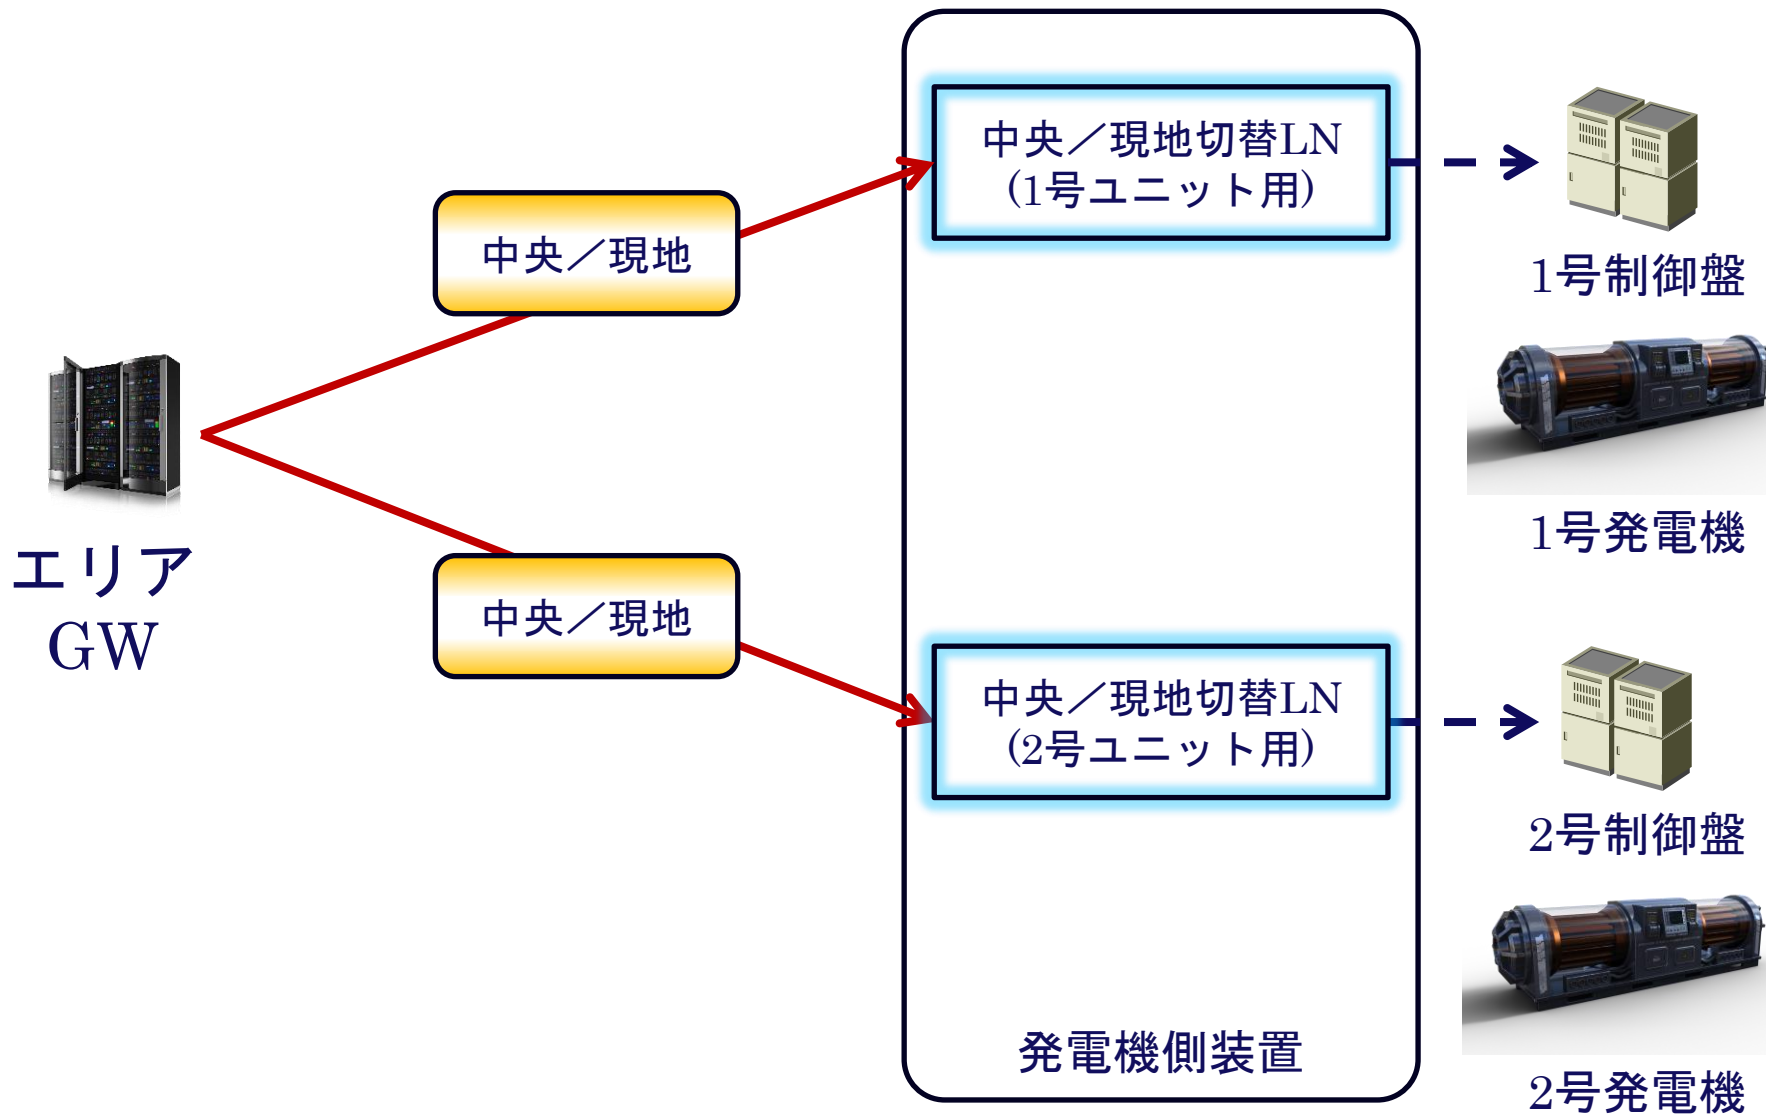 中央／現地切替LN
(1号ユニット用)
中央／現地
1号制御盤
1号発電機
エリア
GW
中央／現地
中央／現地切替LN
(2号ユニット用)
2号制御盤
発電機側装置
2号発電機